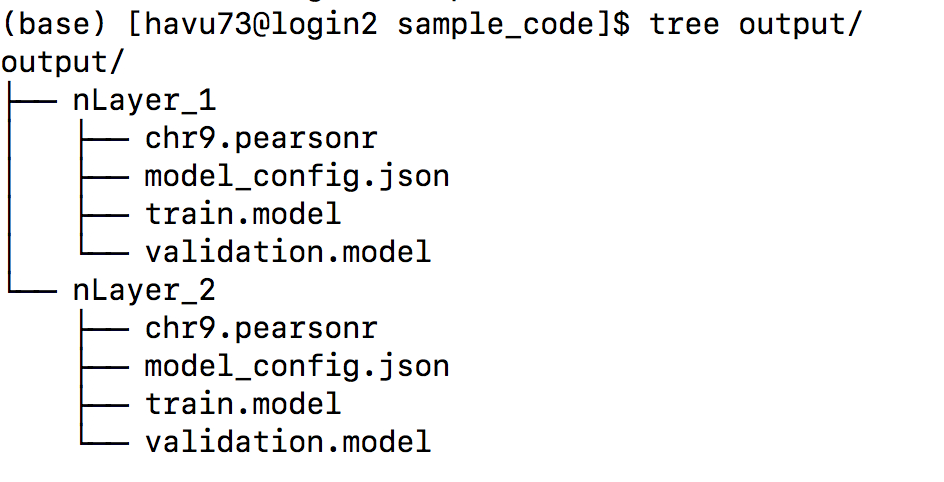 (base) [havu73@login2 sample_code]$ tree output/
output/
├── nLayer_1
│   ├── chr9.pearsonr
│   ├── model_config.json
│   ├── train.model
│   └── validation.model
└── nLayer_2
    ├── chr9.pearsonr
    ├── model_config.json
    ├── train.model
    └── validation.model